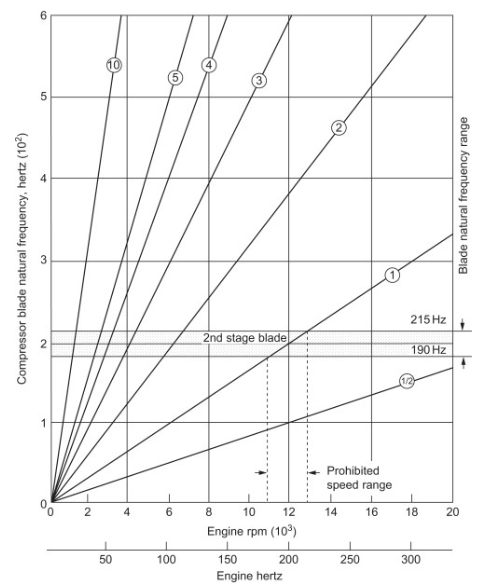 6
5
4
3
2
1
0
Compressor blade natural frequency, hertz (10²)
10
5
4
3
2
1
1/2
Blade natural frequency range
215 Hz
2nd stage blade
190 Hz
Prohibited
speed range
0 2 4 6 8 10 12 14 16 18 20
Engine rpm (10³)
50 100 150 200 250 300
Engine hertz